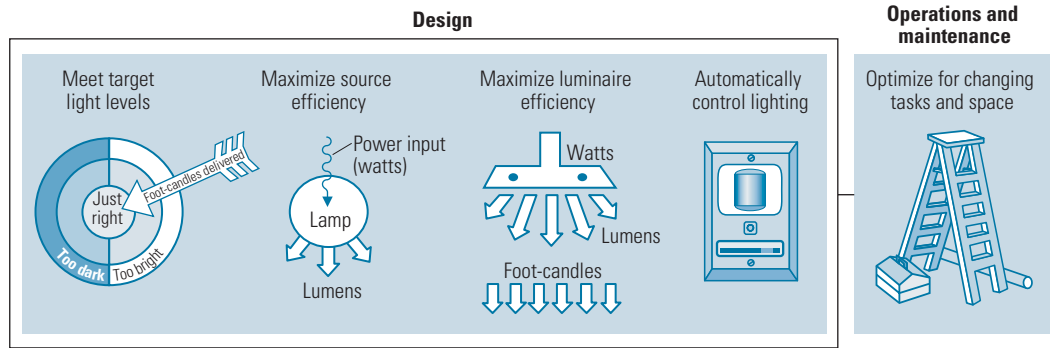 Design
Operations and
maintenance
Meet target
light levels
Foot-candles delivered
Just
right
Too dark
Too bright
Maximize source
efficiency
Power input
(watts)
Lamp
Lumens
Maximize luminaire
efficiency
Watts
Lumens
Foot-candles
Automatically
control lighting
Optimize for changing
tasks and space